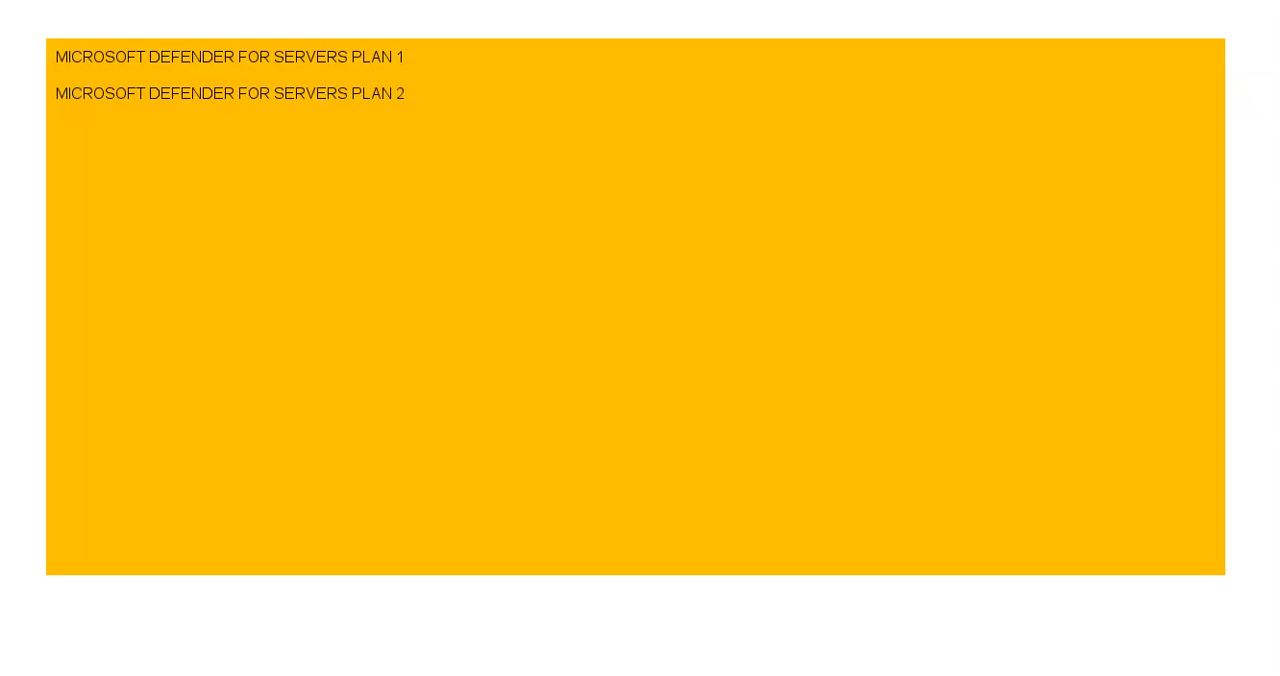 MICROSOFT DEFENDER FOR SERVERS PLAN 1
MICROSOFT DEFENDER FOR SERVERS PLAN 2